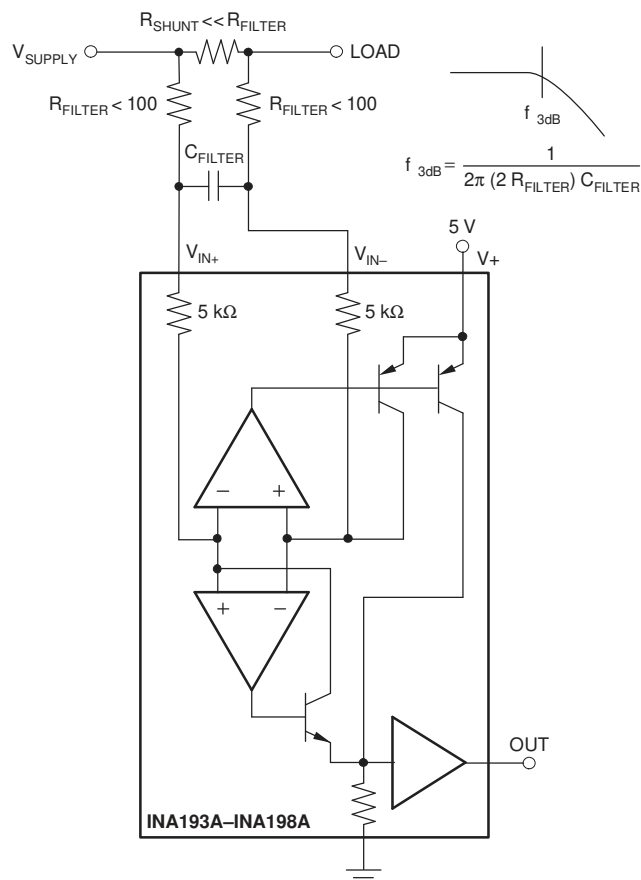 R_SHUNT << R_FILTER
V_SUPPLY
LOAD
R_FILTER < 100
R_FILTER < 100
C_FILTER
f_3dB
f_3dB = 1 / 2π (2 R_FILTER) C_FILTER
5 V
V+
V_IN+
V_IN–
5 kΩ
5 kΩ
– +
+ –
OUT
INA193A–INA198A